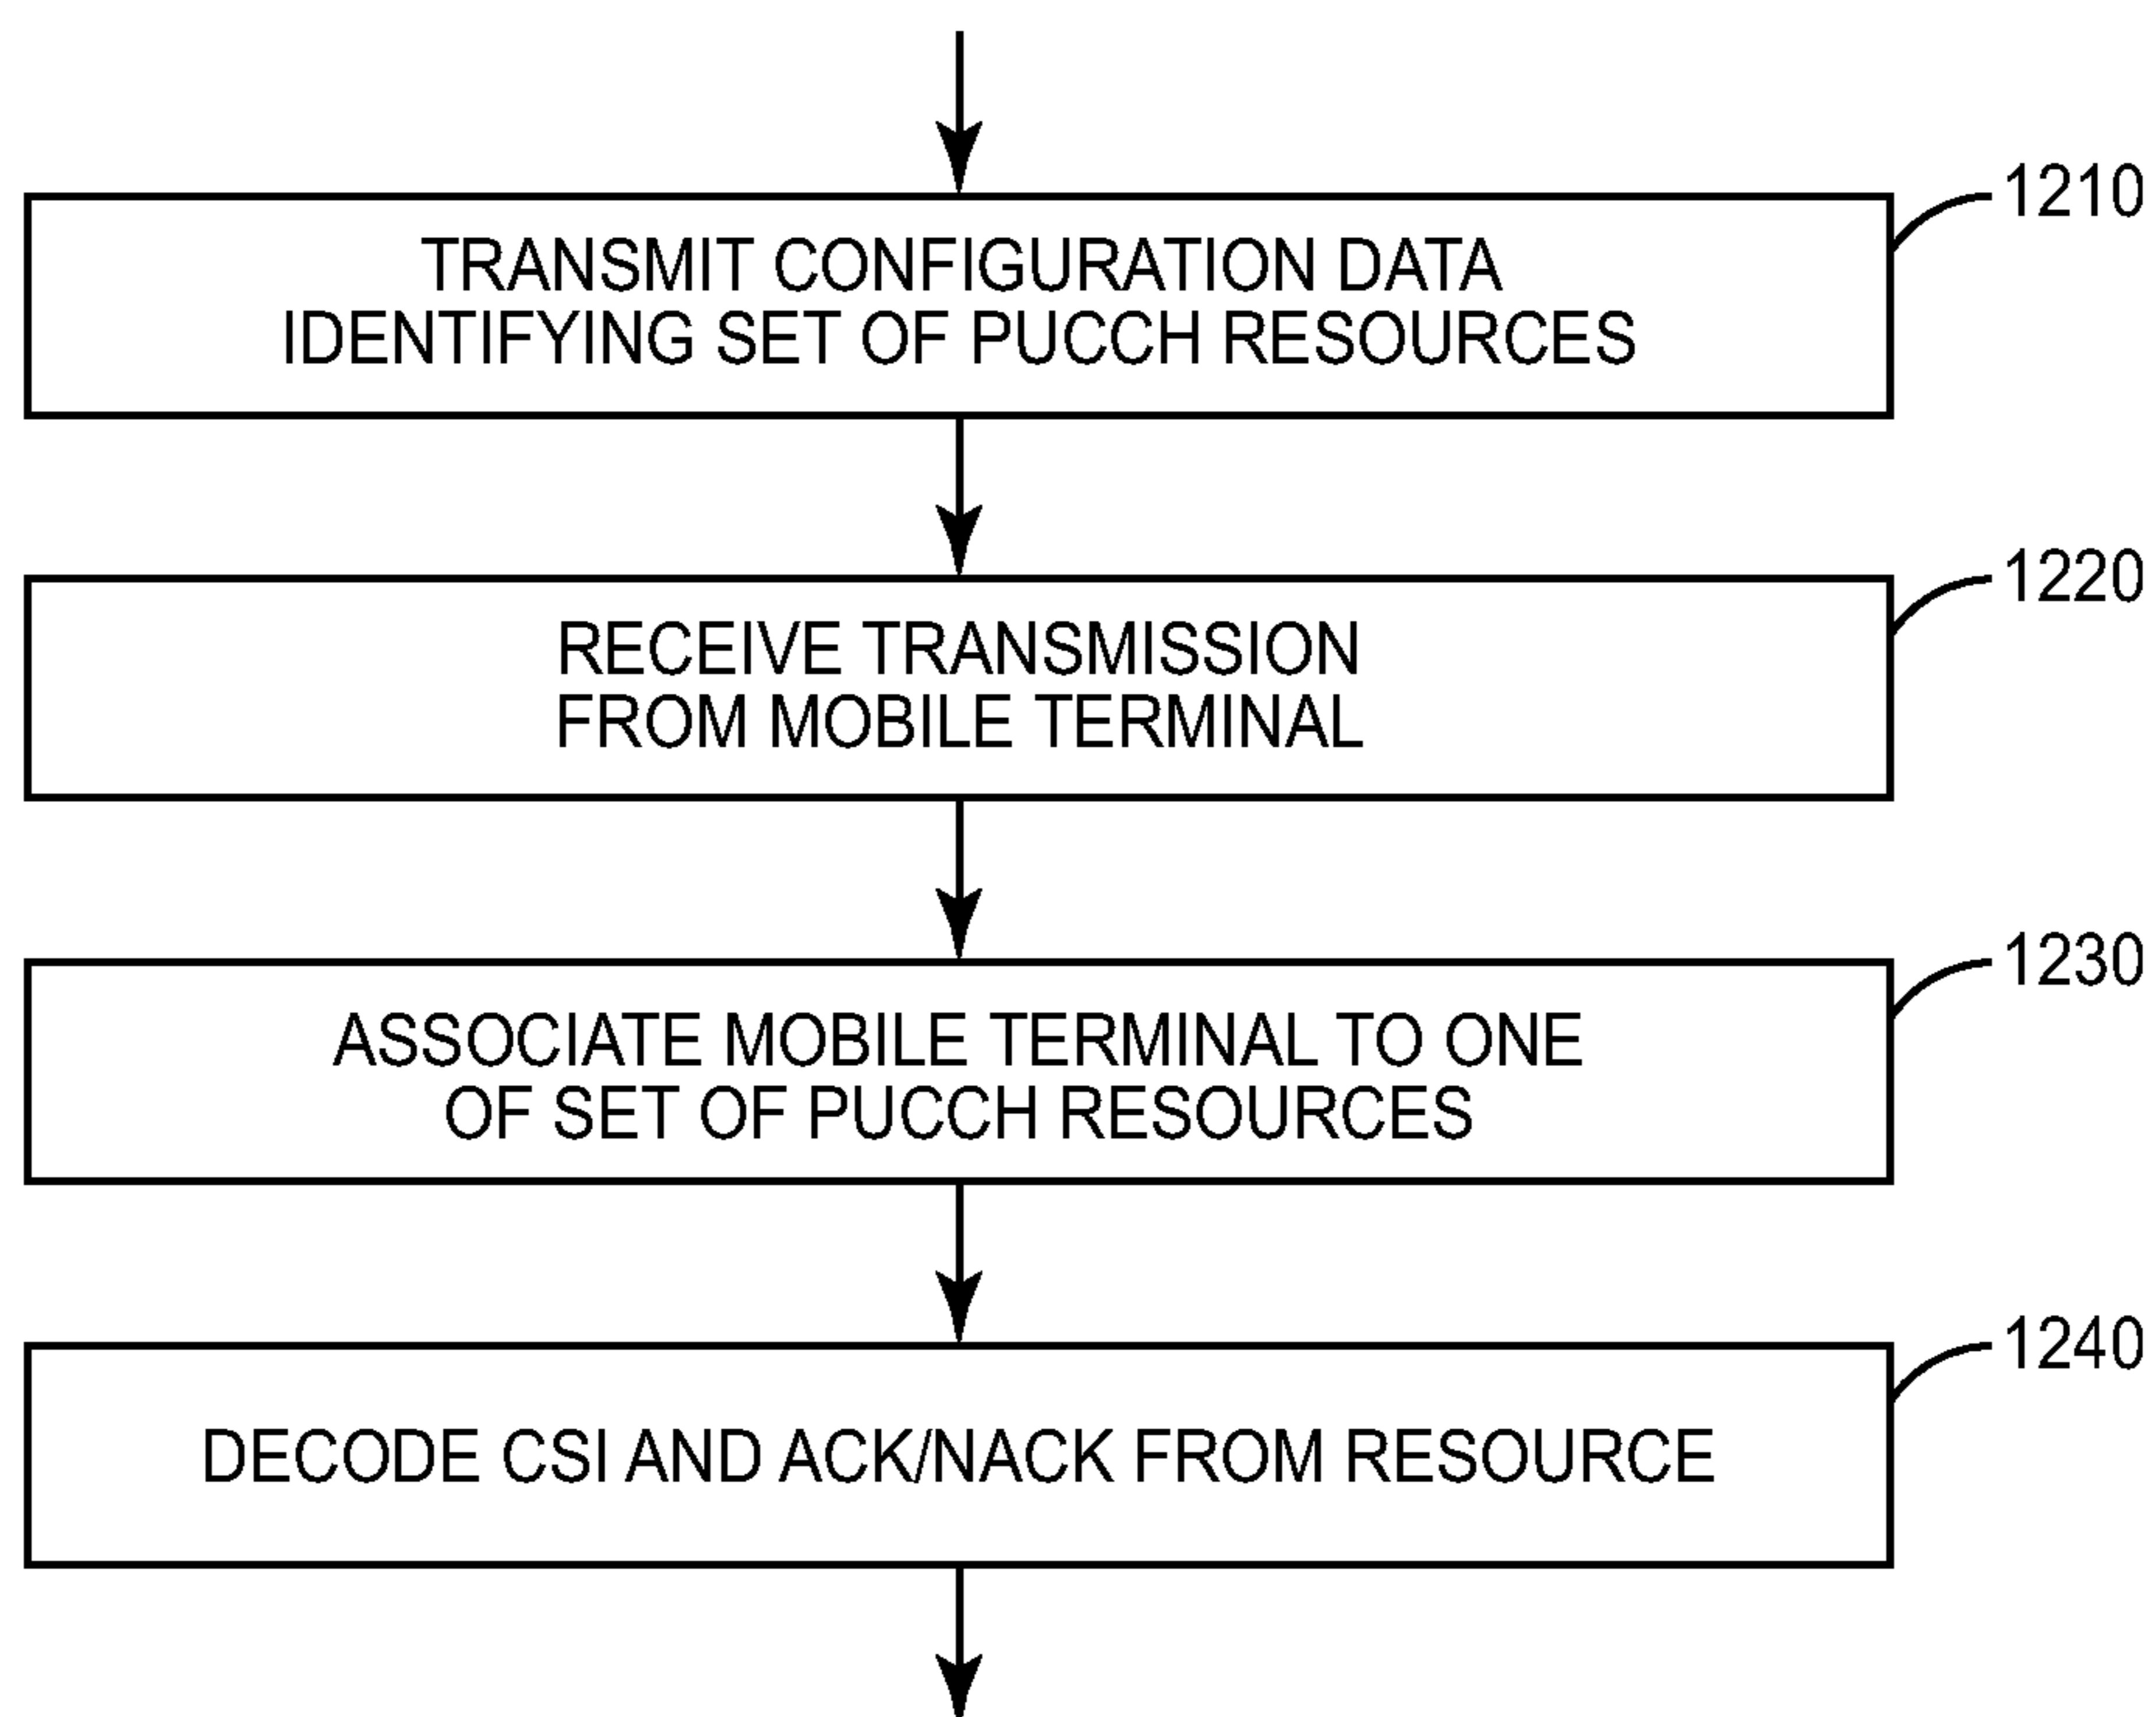 1210
TRANSMIT CONFIGURATION DATA
IDENTIFYING SET OF PUCCH RESOURCES
1220
RECEIVE TRANSMISSION
FROM MOBILE TERMINAL
1230
ASSOCIATE MOBILE TERMINAL TO ONE
OF SET OF PUCCH RESOURCES
1240
DECODE CSI AND ACK/NACK FROM RESOURCE